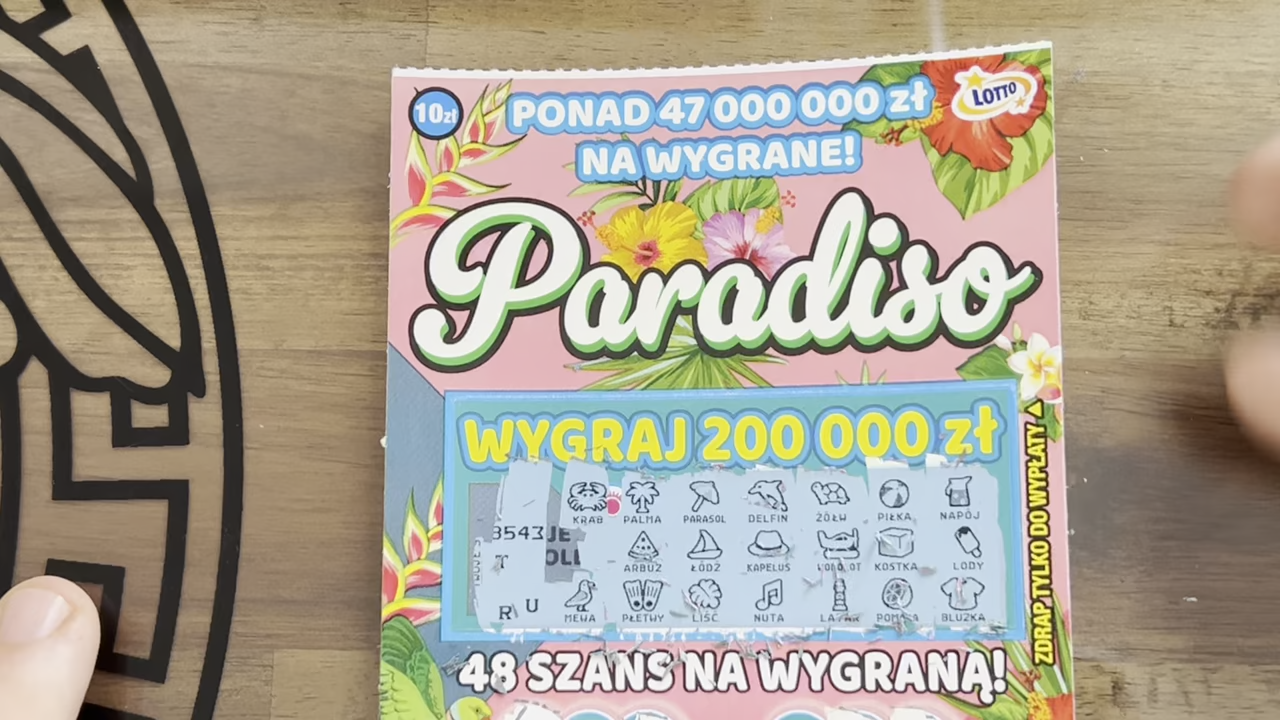 10zł
PONAD 47 000 000 zł
NA WYGRANE!
LOTTO
Paradiso
WYGRAJ 200 000 zł
KRAB PALMA PARASOL DELFIN ŻÓŁW PIŁKA NAPÓJ
8543
T
ARBUZ ŁÓDŹ KAPELUS KOSTKA LODY
R U
MEWA PŁETWY LIŚĆ NUTA BLUZKA
48 SZANS NA WYGRANĄ!
ZDRAP TYLKO DO WYPŁATY